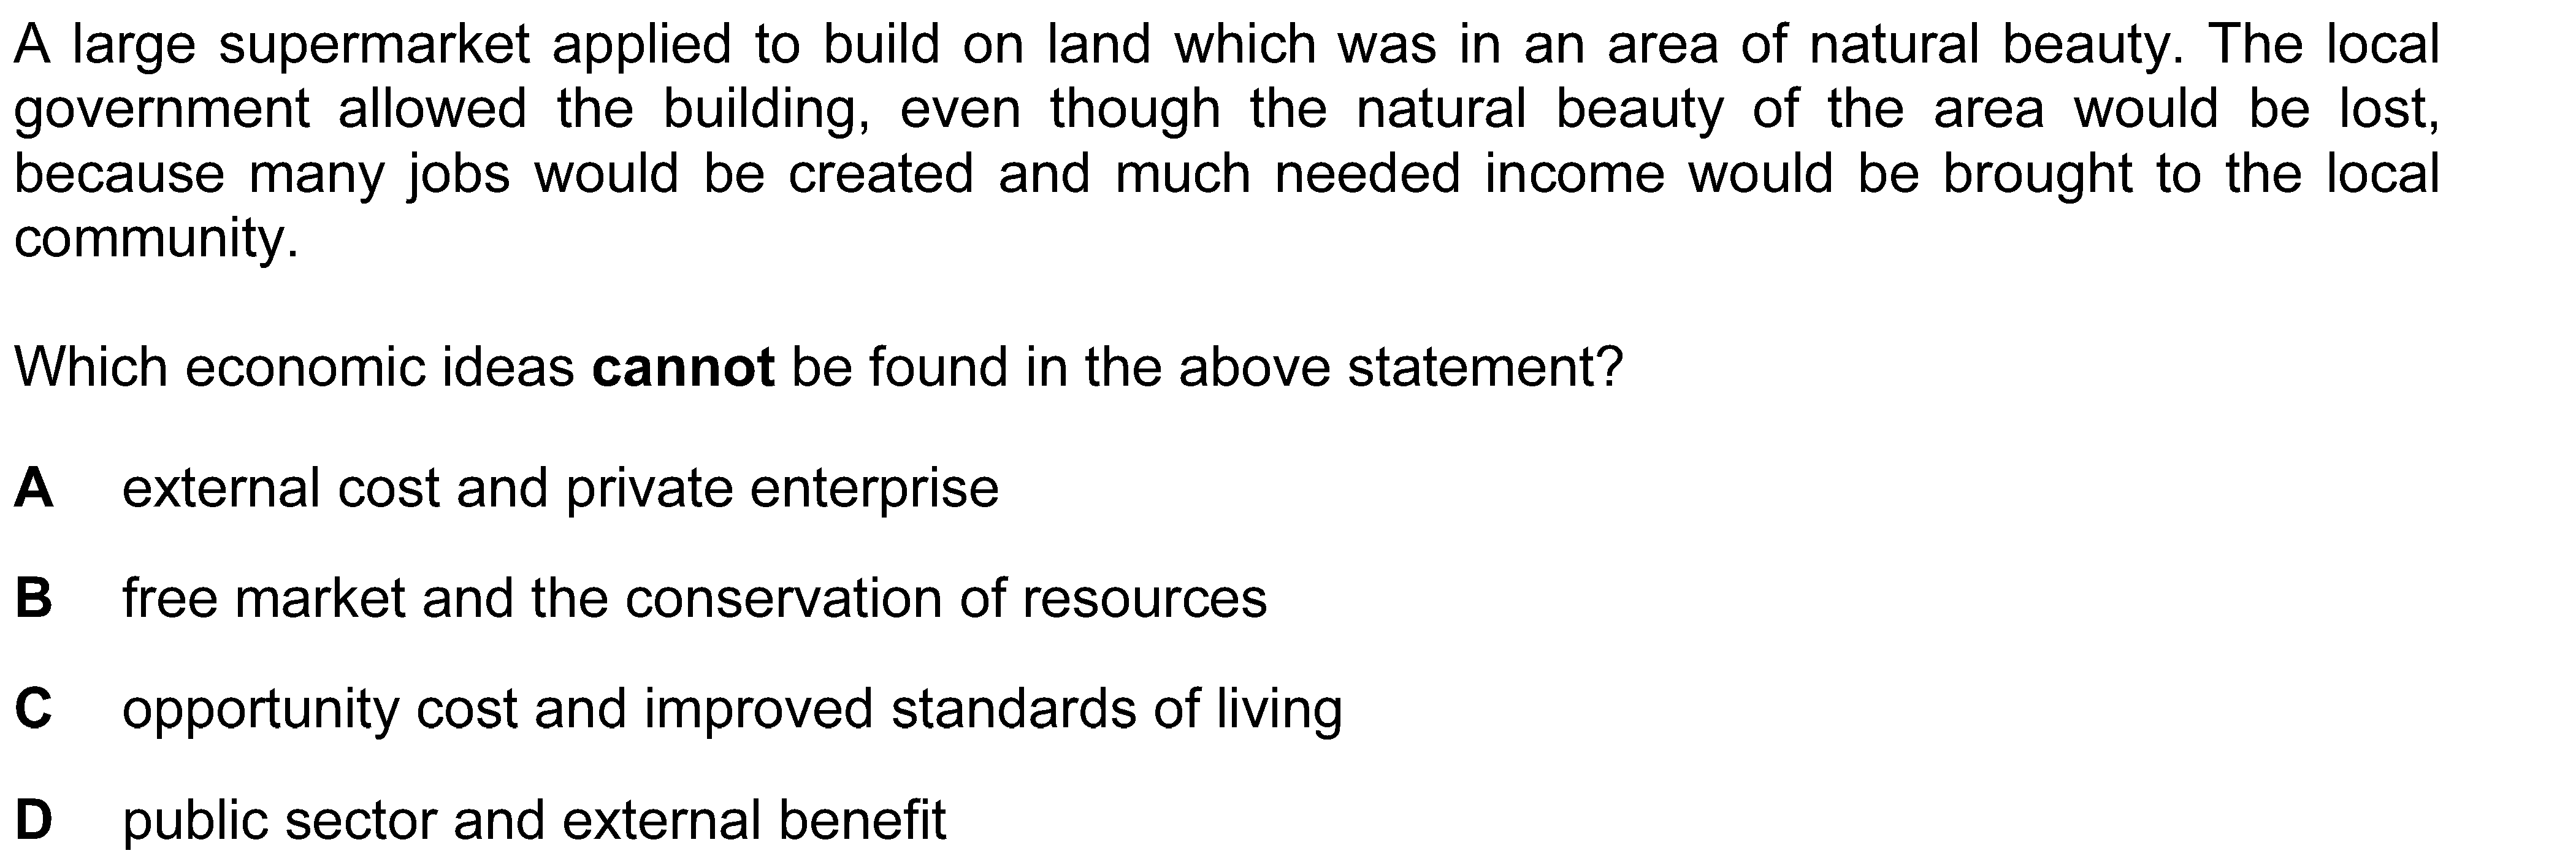 A large supermarket applied to build on land which was in an area of natural beauty. The local
government allowed the building, even though the natural beauty of the area would be lost,
because many jobs would be created and much needed income would be brought to the local
community.
Which economic ideas cannot be found in the above statement?
A external cost and private enterprise
B free market and the conservation of resources
C opportunity cost and improved standards of living
D public sector and external benefit